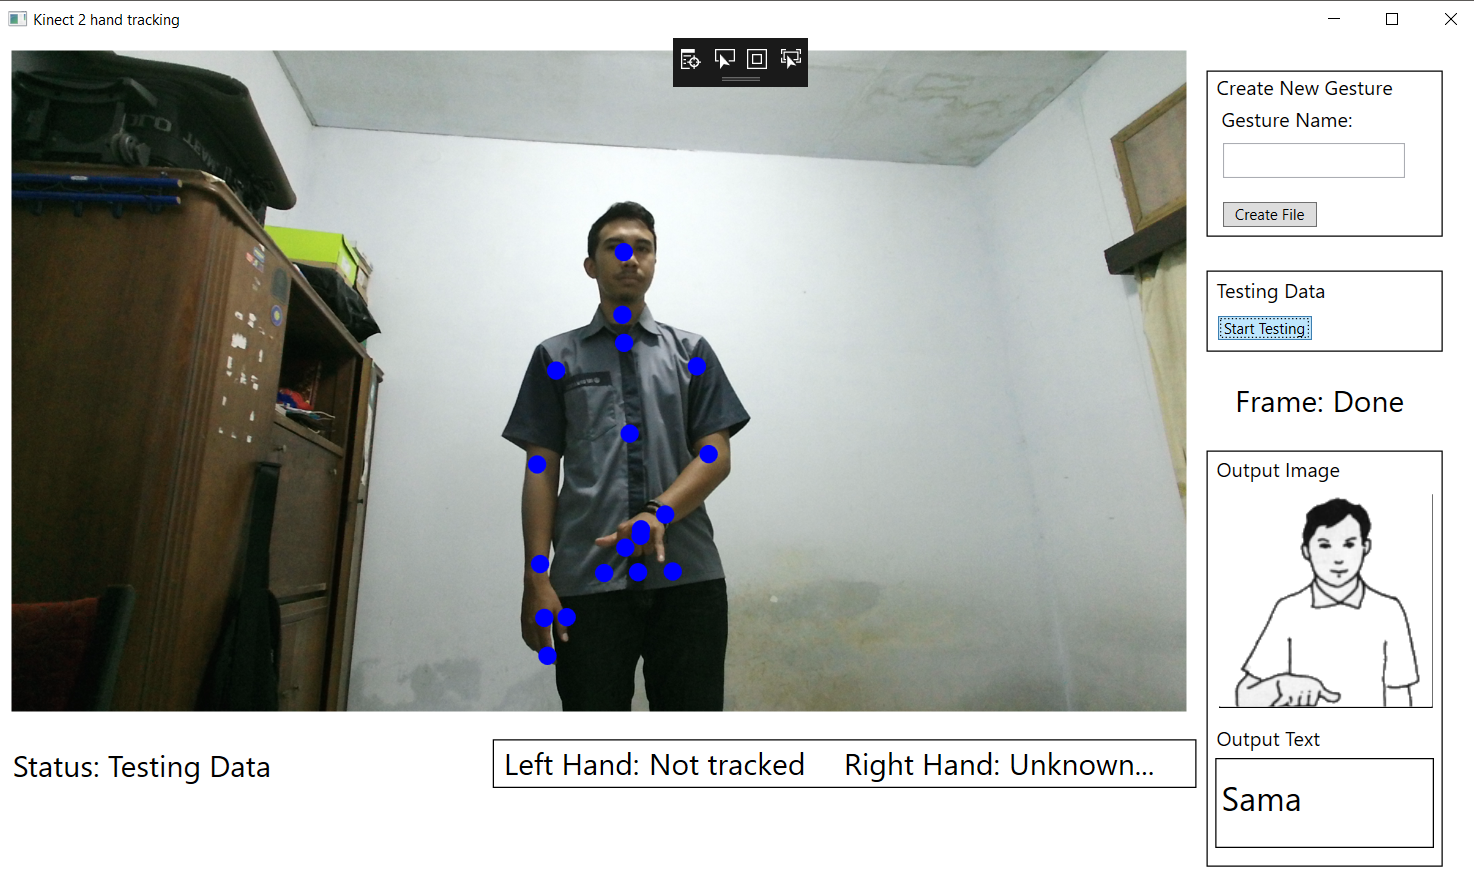 Kinect 2 hand tracking
Create New Gesture
Gesture Name:
Create File
Testing Data
Start Testing
Frame: Done
Output Image
Output Text
Sama
Status: Testing Data
Left Hand: Not tracked
Right Hand: Unknown...